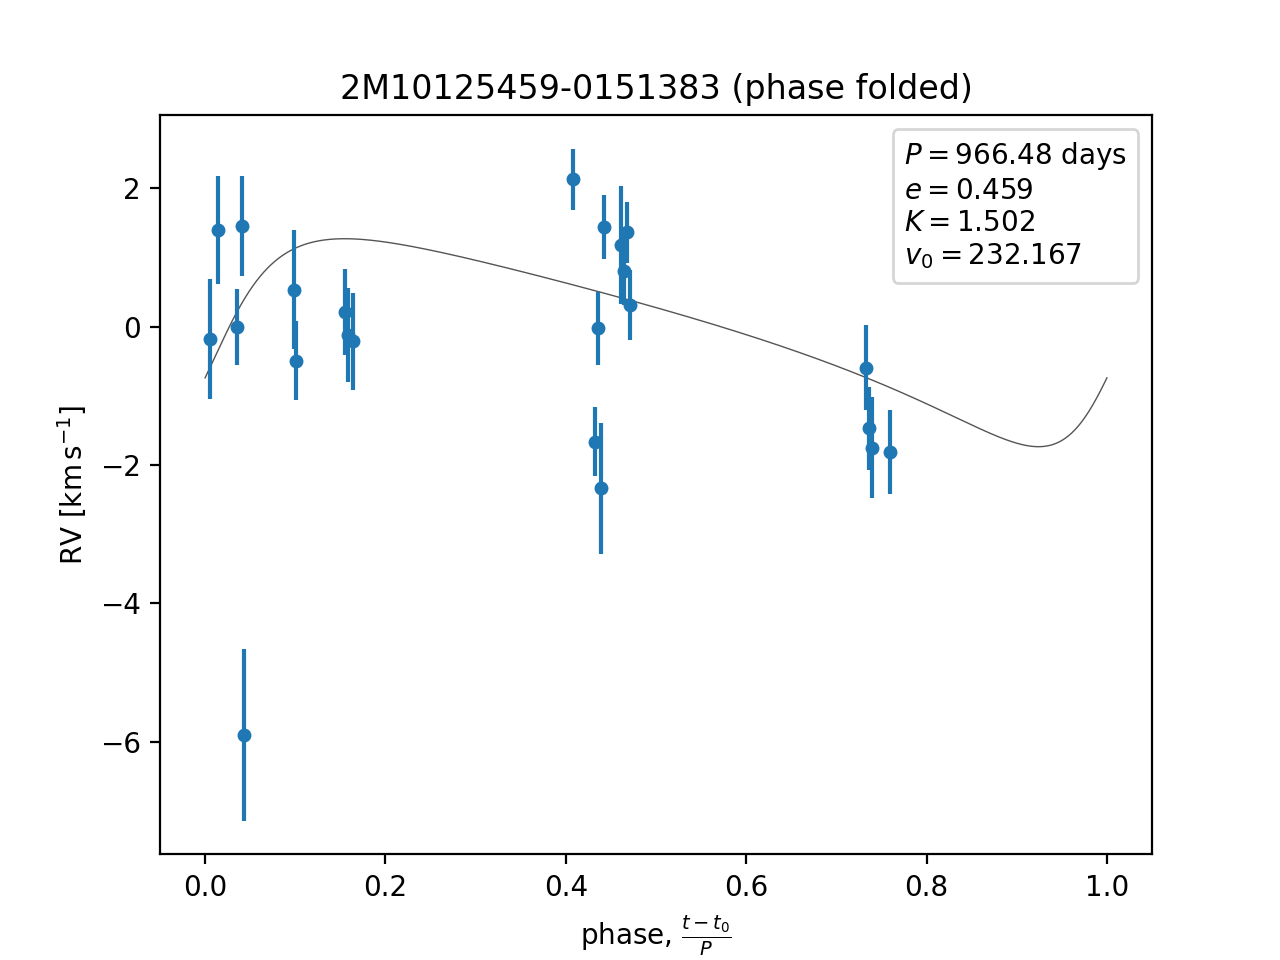 2M10125459-0151383 (phase folded)
P = 966.48 days
e = 0.459
K = 1.502
v₀ = 232.167
2
0
−2
−4
−6
RV [km s⁻¹]
0.0 0.2 0.4 0.6 0.8 1.0
phase, (t − t₀)/P